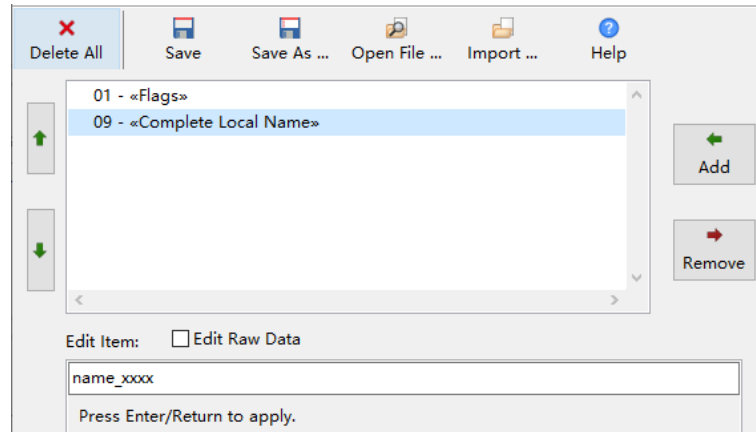 Delete All
Save
Save As ...
Open File ...
Import ...
Help
01 - «Flags»
09 - «Complete Local Name»
Add
Remove
Edit Item:
Edit Raw Data
name_xxxx
Press Enter/Return to apply.